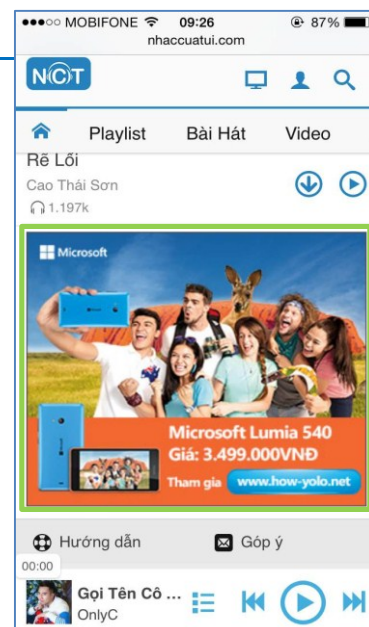 MOBIFONE 09:26 87%
nhaccuatui.com
NCT
Playlist Bài Hát Video
Rẽ Lối
Cao Thái Sơn
1.197k
Microsoft
Microsoft Lumia 540
Giá: 3.499.000VNĐ
Tham gia www.how-yolo.net
Hướng dẫn Góp ý
00:00
Gọi Tên Cô ...
OnlyC